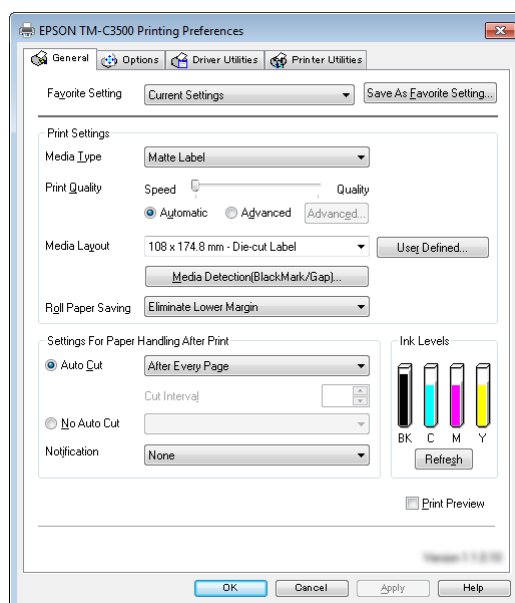 EPSON TM-C3500 Printing Preferences
General Options Driver Utilities Printer Utilities
Favorite Setting Current Settings Save As Favorite Setting...
Print Settings
Media Type Matte Label
Print Quality Speed Quality
Automatic Advanced Advanced...
Media Layout 108 x 174.8 mm - Die-cut Label User Defined...
Media Detection(BlackMark/Gap)...
Roll Paper Saving Eliminate Lower Margin
Settings For Paper Handling After Print
Auto Cut After Every Page
Cut Interval
No Auto Cut
Notification None
Ink Levels
BK C M Y
Refresh
Print Preview
OK Cancel Apply Help